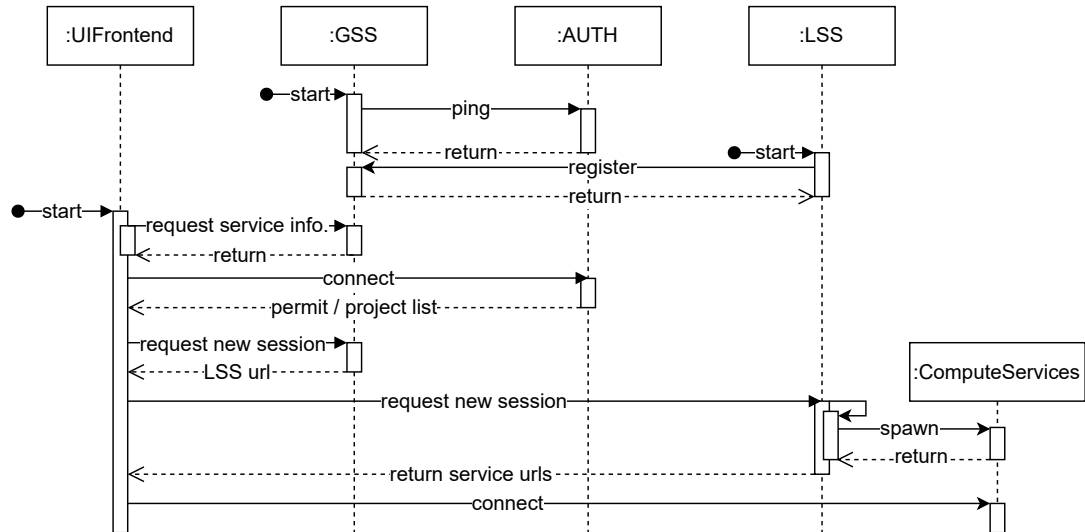 :UIFrontend
:GSS
:AUTH
:LSS
start
ping
return
start
register
return
start
request service info.
return
connect
permit / project list
request new session
LSS url
:ComputeServices
request new session
spawn
return
return service urls
connect